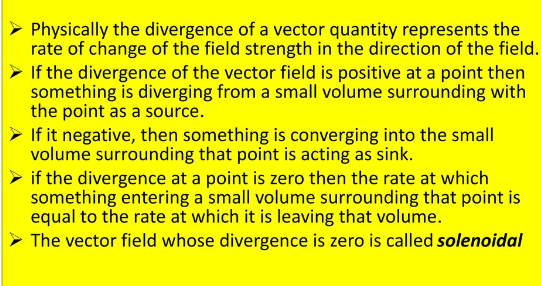 ➢ Physically the divergence of a vector quantity represents the
rate of change of the field strength in the direction of the field.
➢ If the divergence of the vector field is positive at a point then
something is diverging from a small volume surrounding with
the point as a source.
➢ If it negative, then something is converging into the small
volume surrounding that point is acting as sink.
➢ if the divergence at a point is zero then the rate at which
something entering a small volume surrounding that point is
equal to the rate at which it is leaving that volume.
➢ The vector field whose divergence is zero is called solenoidal